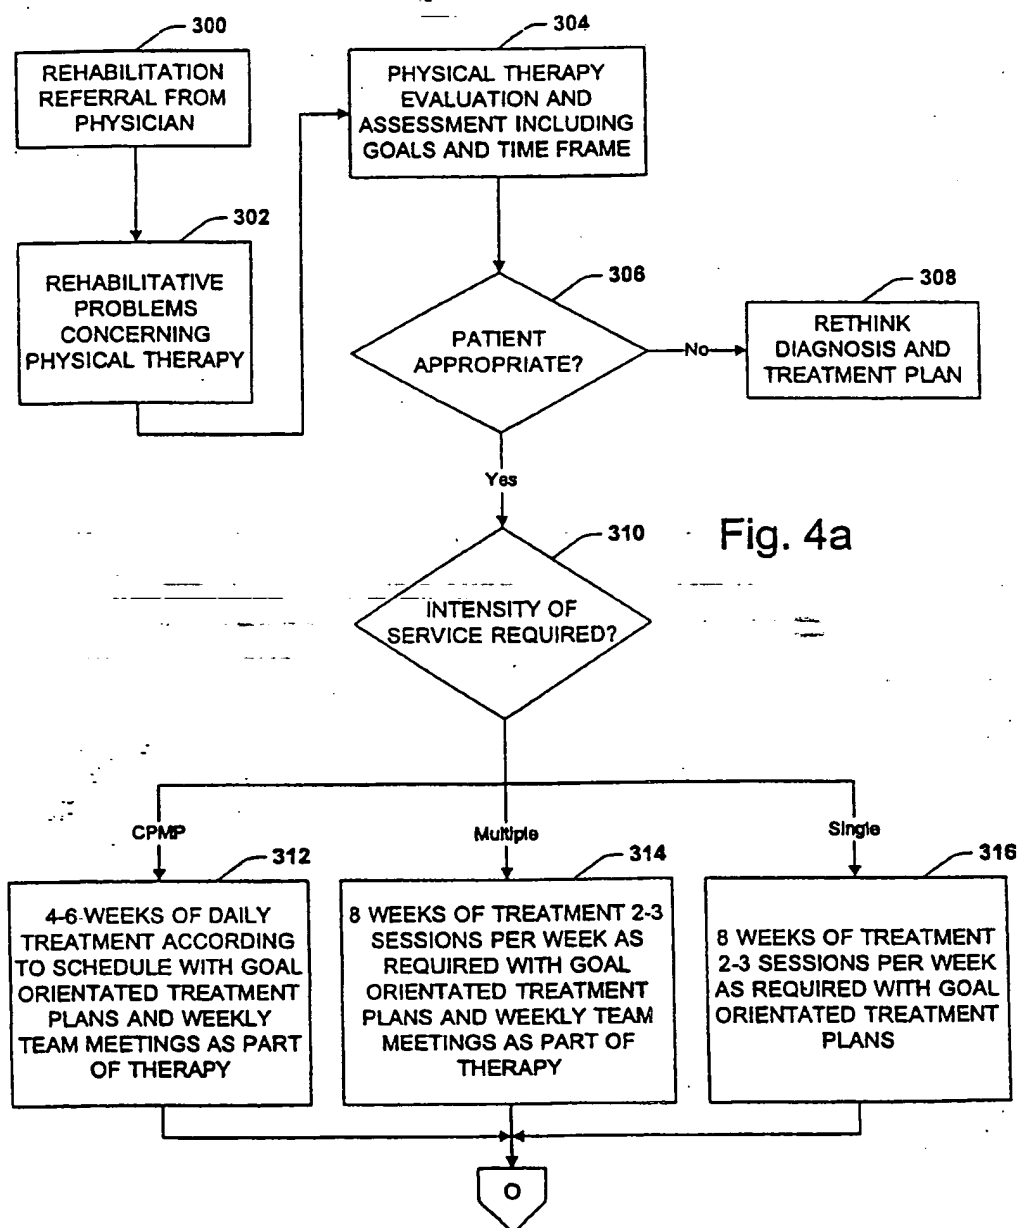 300
REHABILITATION
REFERRAL FROM
PHYSICIAN
302
REHABILITATIVE
PROBLEMS
CONCERNING
PHYSICAL THERAPY
304
PHYSICAL THERAPY
EVALUATION AND
ASSESSMENT INCLUDING
GOALS AND TIME FRAME
306
PATIENT
APPROPRIATE?
No
308
RETHINK
DIAGNOSIS AND
TREATMENT PLAN
Yes
Fig. 4a
310
INTENSITY OF
SERVICE REQUIRED?
CPMP
312
4-6 WEEKS OF DAILY
TREATMENT ACCORDING
TO SCHEDULE WITH GOAL
ORIENTATED TREATMENT
PLANS AND WEEKLY
TEAM MEETINGS AS PART
OF THERAPY
Multiple
314
8 WEEKS OF TREATMENT 2-3
SESSIONS PER WEEK AS
REQUIRED WITH GOAL
ORIENTATED TREATMENT
PLANS AND WEEKLY TEAM
MEETINGS AS PART OF
THERAPY
Single
316
8 WEEKS OF TREATMENT
2-3 SESSIONS PER WEEK
AS REQUIRED WITH GOAL
ORIENTATED TREATMENT
PLANS
O